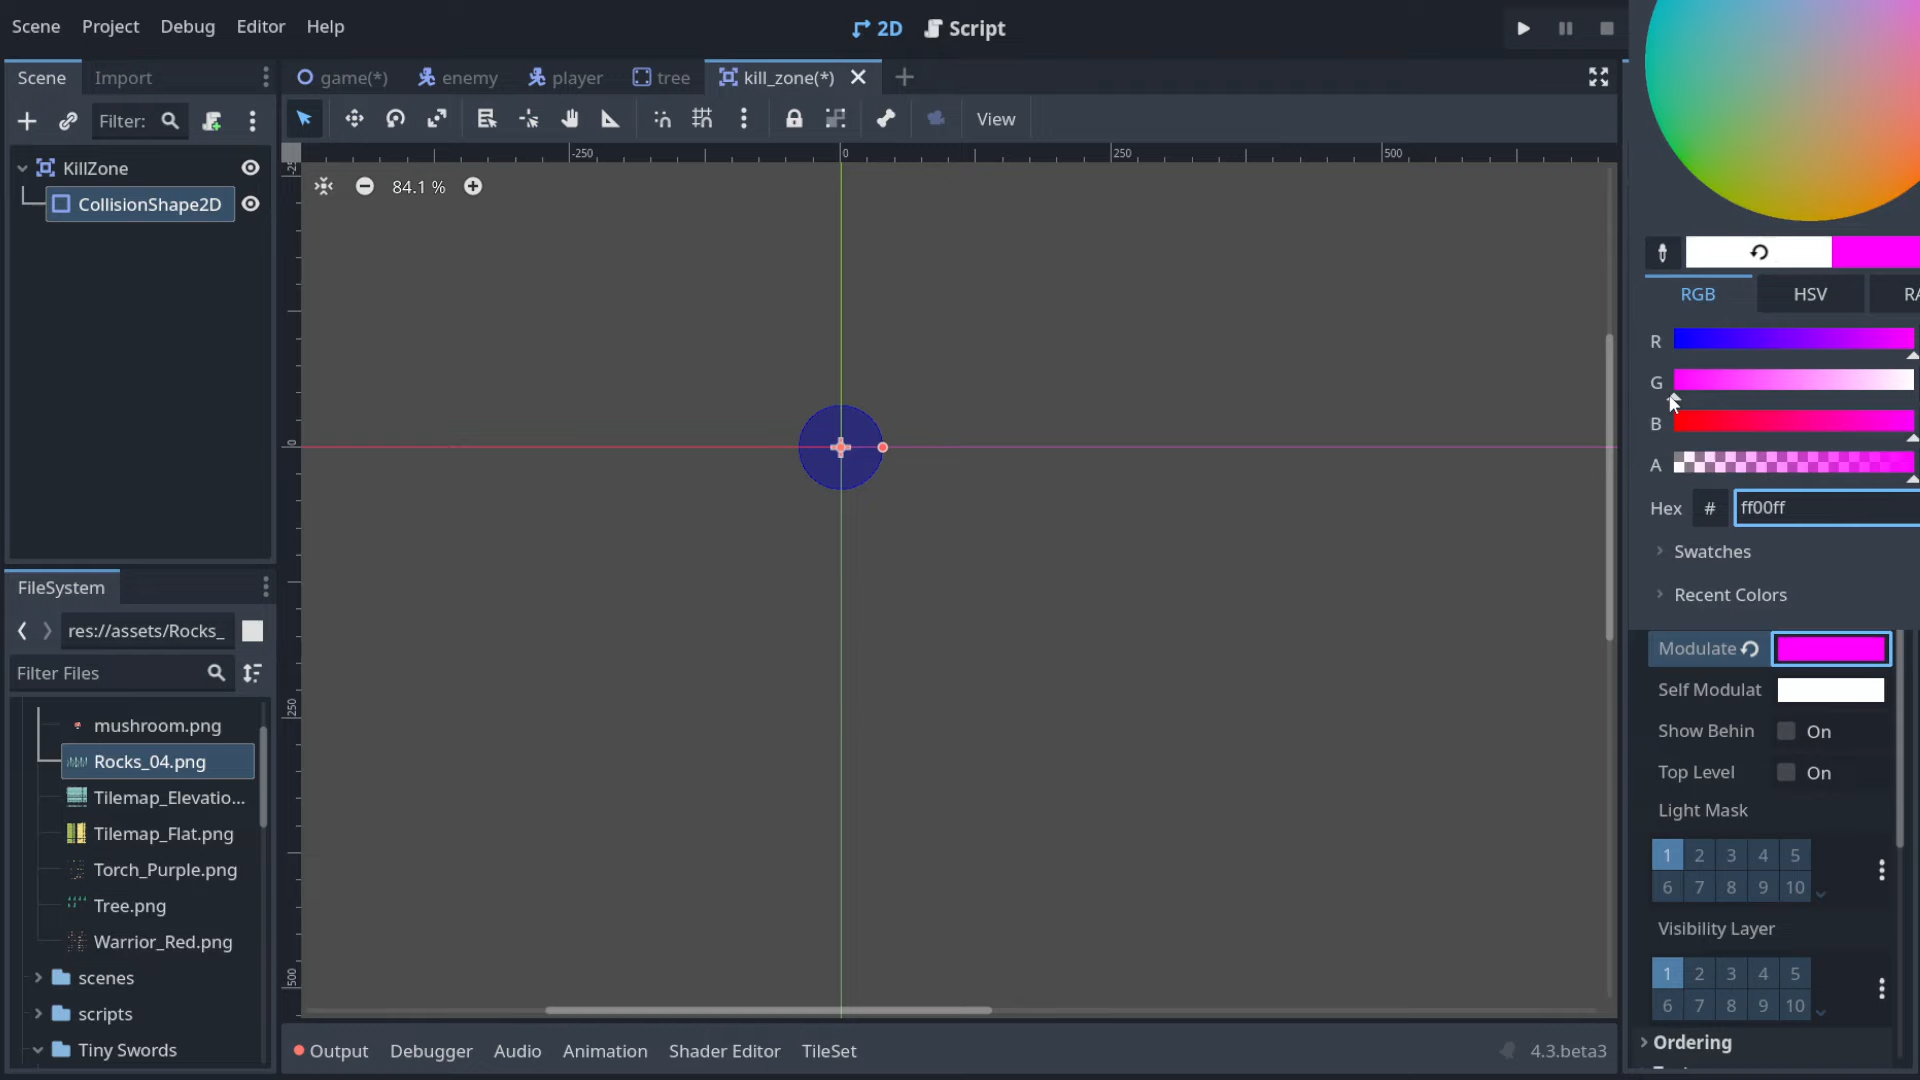 Scene Project Debug Editor Help
2D Script
Scene Import
game(*) enemy player tree kill_zone(*)
Filter:
View
KillZone
CollisionShape2D
-250 0 250 500
84.1 %
0
250
500
FileSystem
res://assets/Rocks_
Filter Files
mushroom.png
Rocks_04.png
Tilemap_Elevatio...
Tilemap_Flat.png
Torch_Purple.png
Tree.png
Warrior_Red.png
scenes
scripts
Tiny Swords
Output Debugger Audio Animation Shader Editor TileSet
4.3.beta3
RGB HSV RA
R
G
B
A
Hex # ff00ff
Swatches
Recent Colors
Modulate
Self Modulat
Show Behin On
Top Level On
Light Mask
1 2 3 4 5
6 7 8 9 10
Visibility Layer
1 2 3 4 5
6 7 8 9 10
Ordering